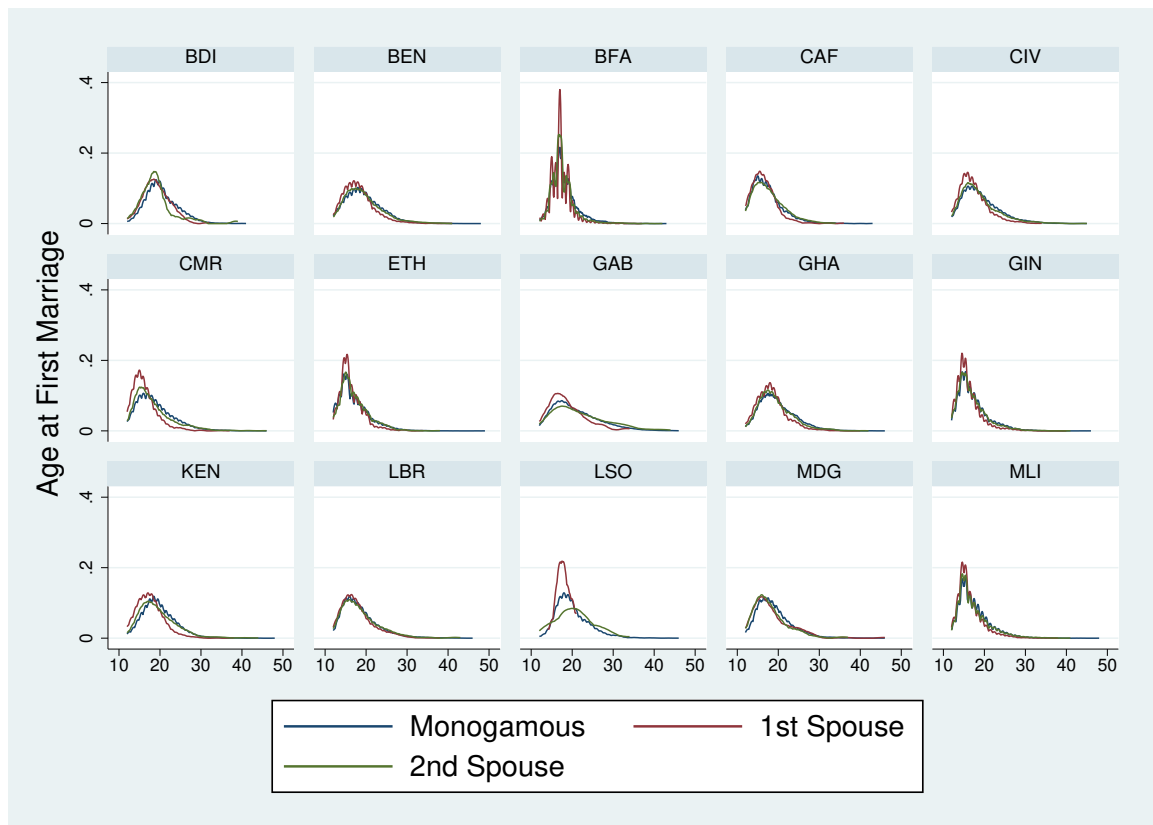 Age at First Marriage
BDI BEN BFA CAF CIV
.4
.2
0
CMR ETH GAB GHA GIN
.4
.2
0
KEN LBR LSO MDG MLI
.4
.2
0
10 20 30 40 50 10 20 30 40 50 10 20 30 40 50 10 20 30 40 50 10 20 30 40 50
Monogamous 1st Spouse
2nd Spouse